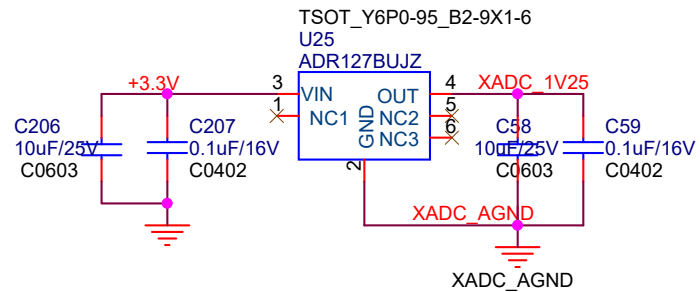 TSOT_Y6P0-95_B2-9X1-6
U25
ADR127BUJZ
+3.3V
3
VIN
OUT
4
XADC_1V25
1
NC1
GND
NC2
5
NC3
6
2
C206
10uF/25V
C0603
C207
0.1uF/16V
C0402
C58
10uF/25V
C0603
C59
0.1uF/16V
C0402
XADC_AGND
XADC_AGND